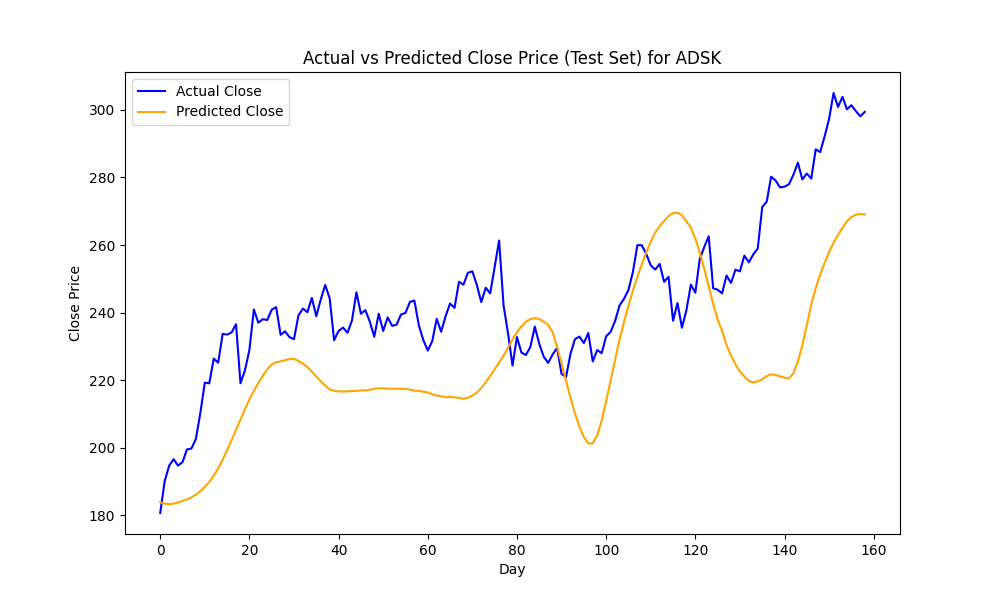 Actual vs Predicted Close Price (Test Set) for ADSK
Actual Close
Predicted Close
Close Price
300
280
260
240
220
200
180
0 20 40 60 80 100 120 140 160
Day